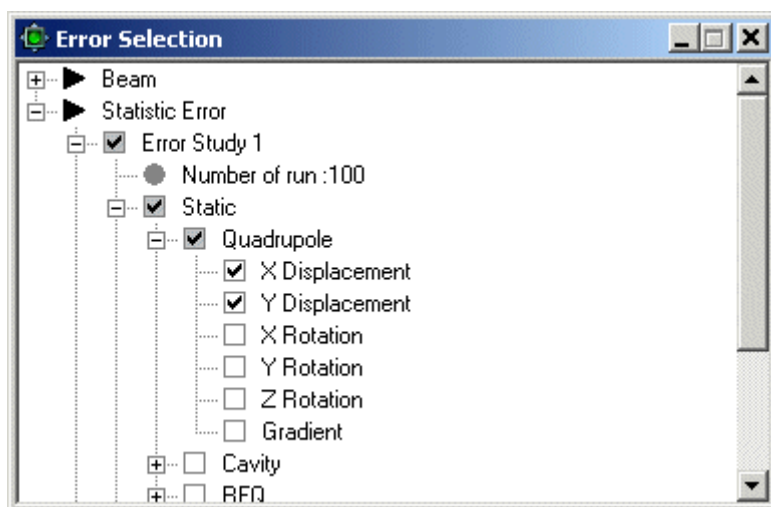 Error Selection
Beam
Statistic Error
Error Study 1
Number of run :100
Static
Quadrupole
X Displacement
Y Displacement
X Rotation
Y Rotation
Z Rotation
Gradient
Cavity
RFQ